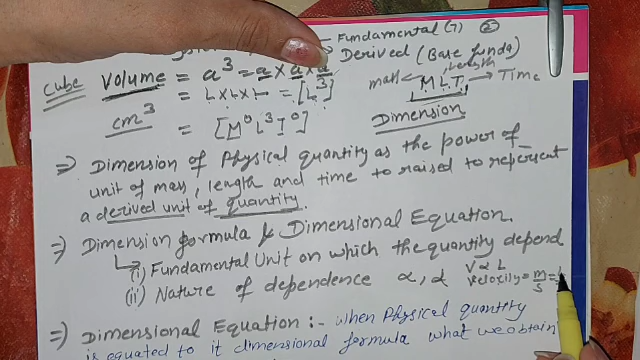 Fundamental (7) ②
Derived (Base funda)
Cube Volume = a³ = a × a × a
mass ← M L T → Time
Length
= L × L × L = [L³]
cm³ = [M⁰ L³ T⁰]
Dimension
⇒ Dimension of Physical quantity as the power of
unit of mass, length and time to raised to represent
a derived unit of quantity.
⇒ Dimension formula & Dimensional Equation.
(i) Fundamental Unit on which the quantity depend
(ii) Nature of dependence α, α
V α L
Velocity = m/s =
⇒ Dimensional Equation :- When Physical quantity
is equated to it dimensional formula what we obtain